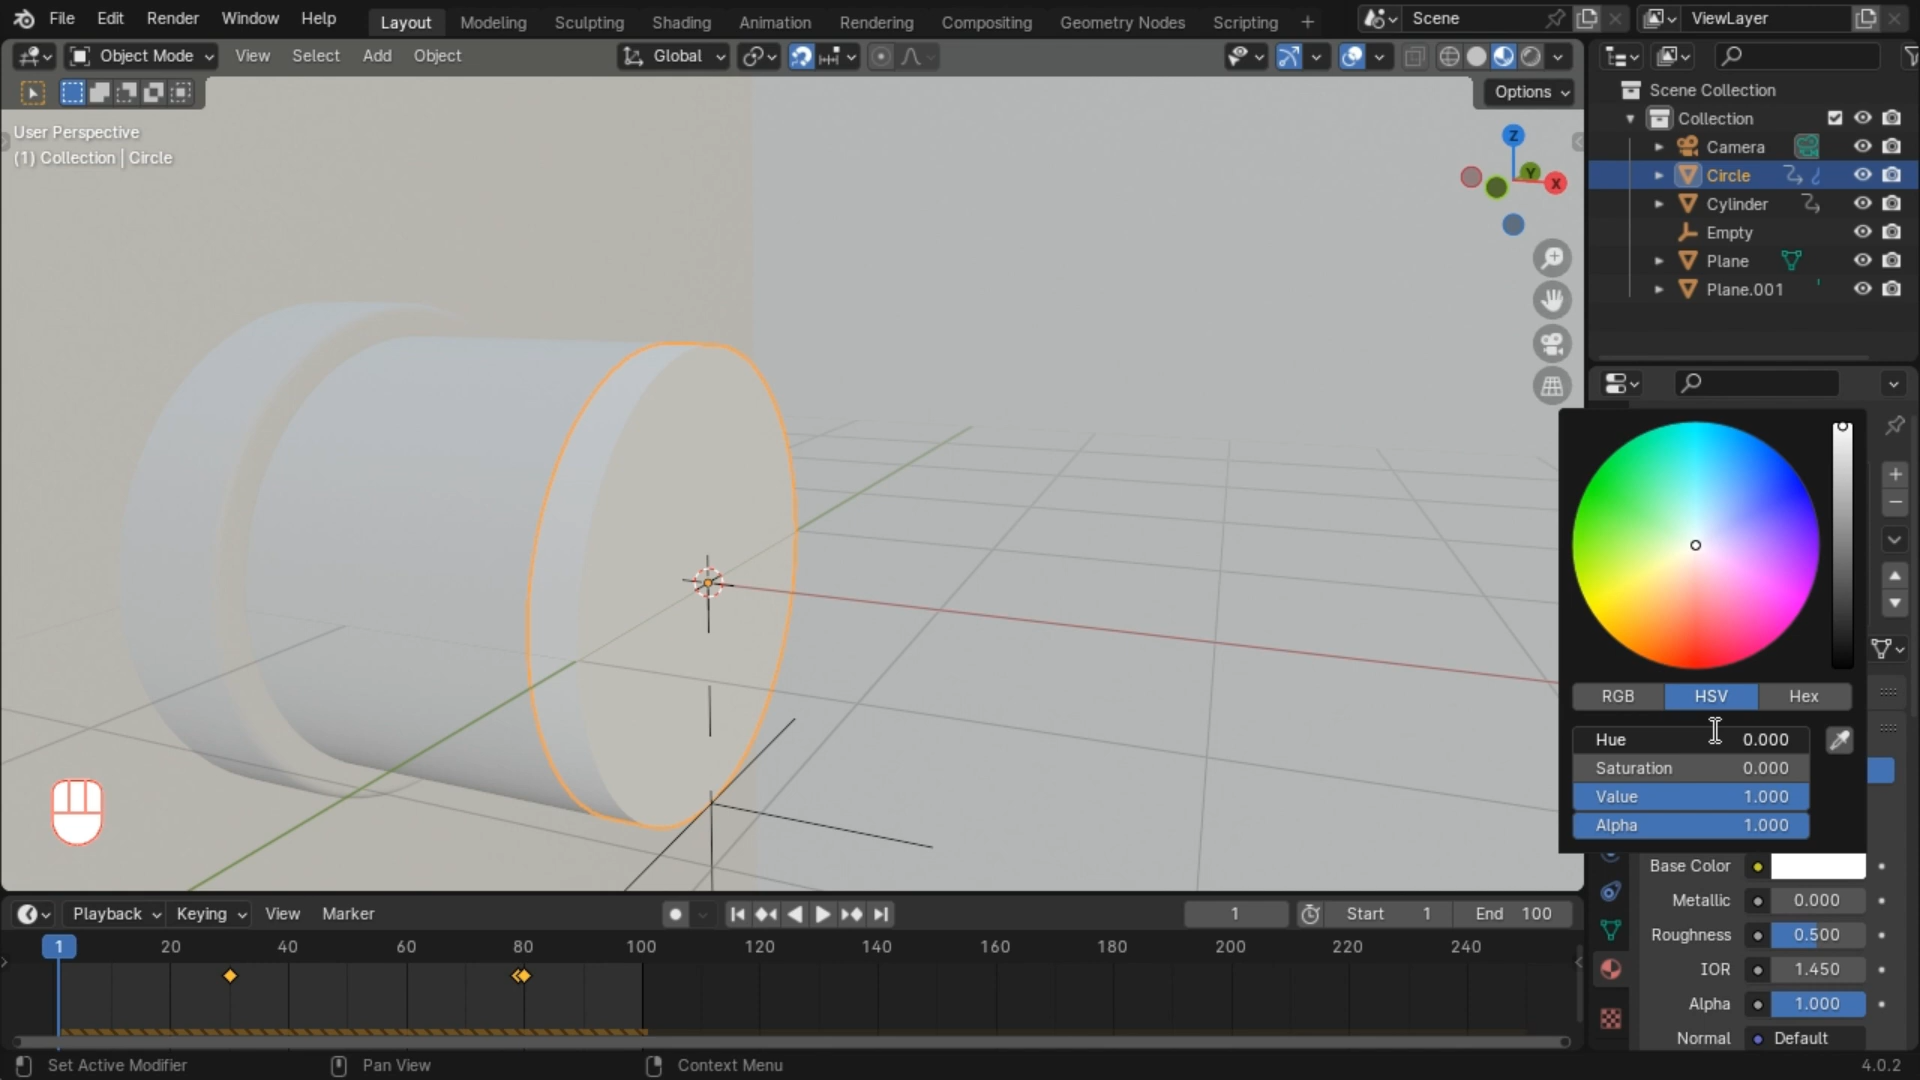 File Edit Render Window Help Layout Modeling Sculpting Shading Animation Rendering Compositing Geometry Nodes Scripting + Scene ViewLayer
Object Mode View Select Add Object Global
Options
User Perspective
(1) Collection | Circle
Z
Y
X
Scene Collection
Collection
Camera
Circle
Cylinder
Empty
Plane
Plane.001
RGB HSV Hex
Hue 0.000
Saturation 0.000
Value 1.000
Alpha 1.000
Base Color
Metallic 0.000
Roughness 0.500
IOR 1.450
Alpha 1.000
Normal Default
Playback Keying View Marker 1 Start 1 End 100
1 20 40 60 80 100 120 140 160 180 200 220 240
Set Active Modifier Pan View Context Menu 4.0.2